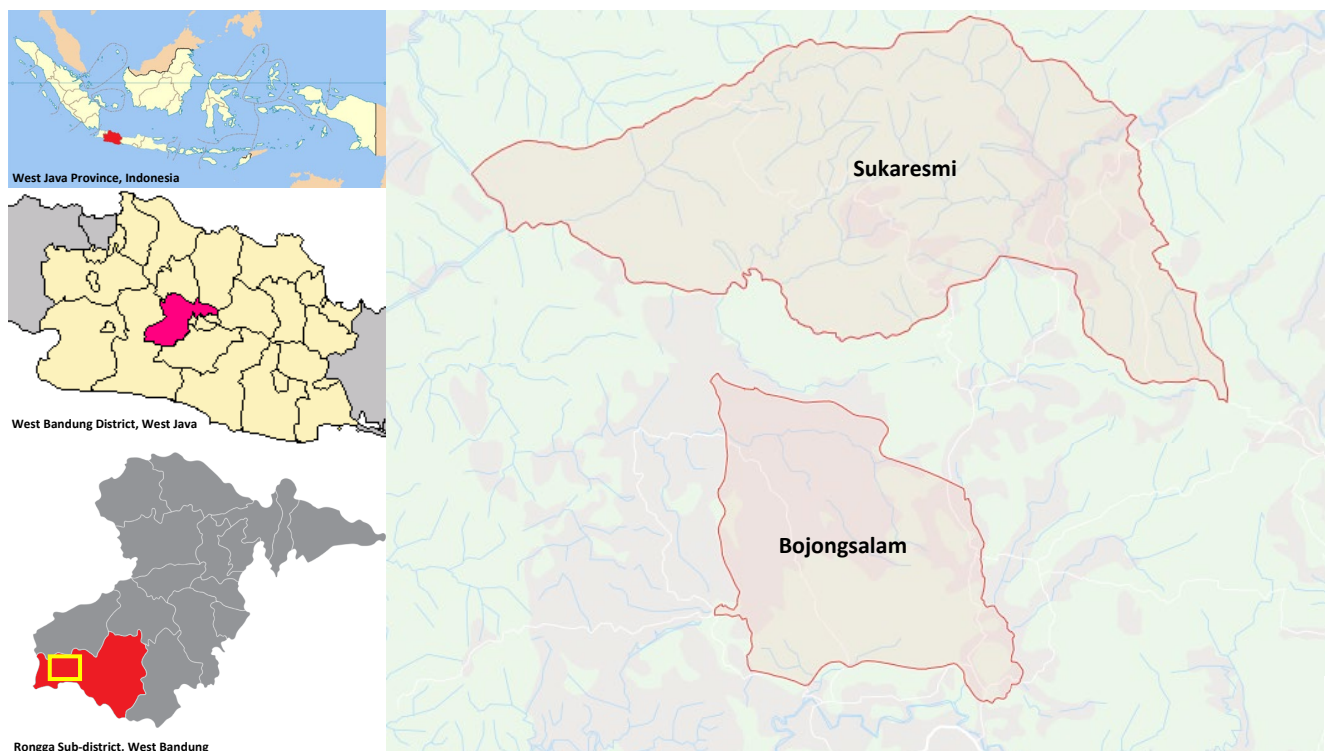 West Java Province, Indonesia
West Bandung District, West Java
Rongga Sub-district, West Bandung
Sukaresmi
Bojongsalam